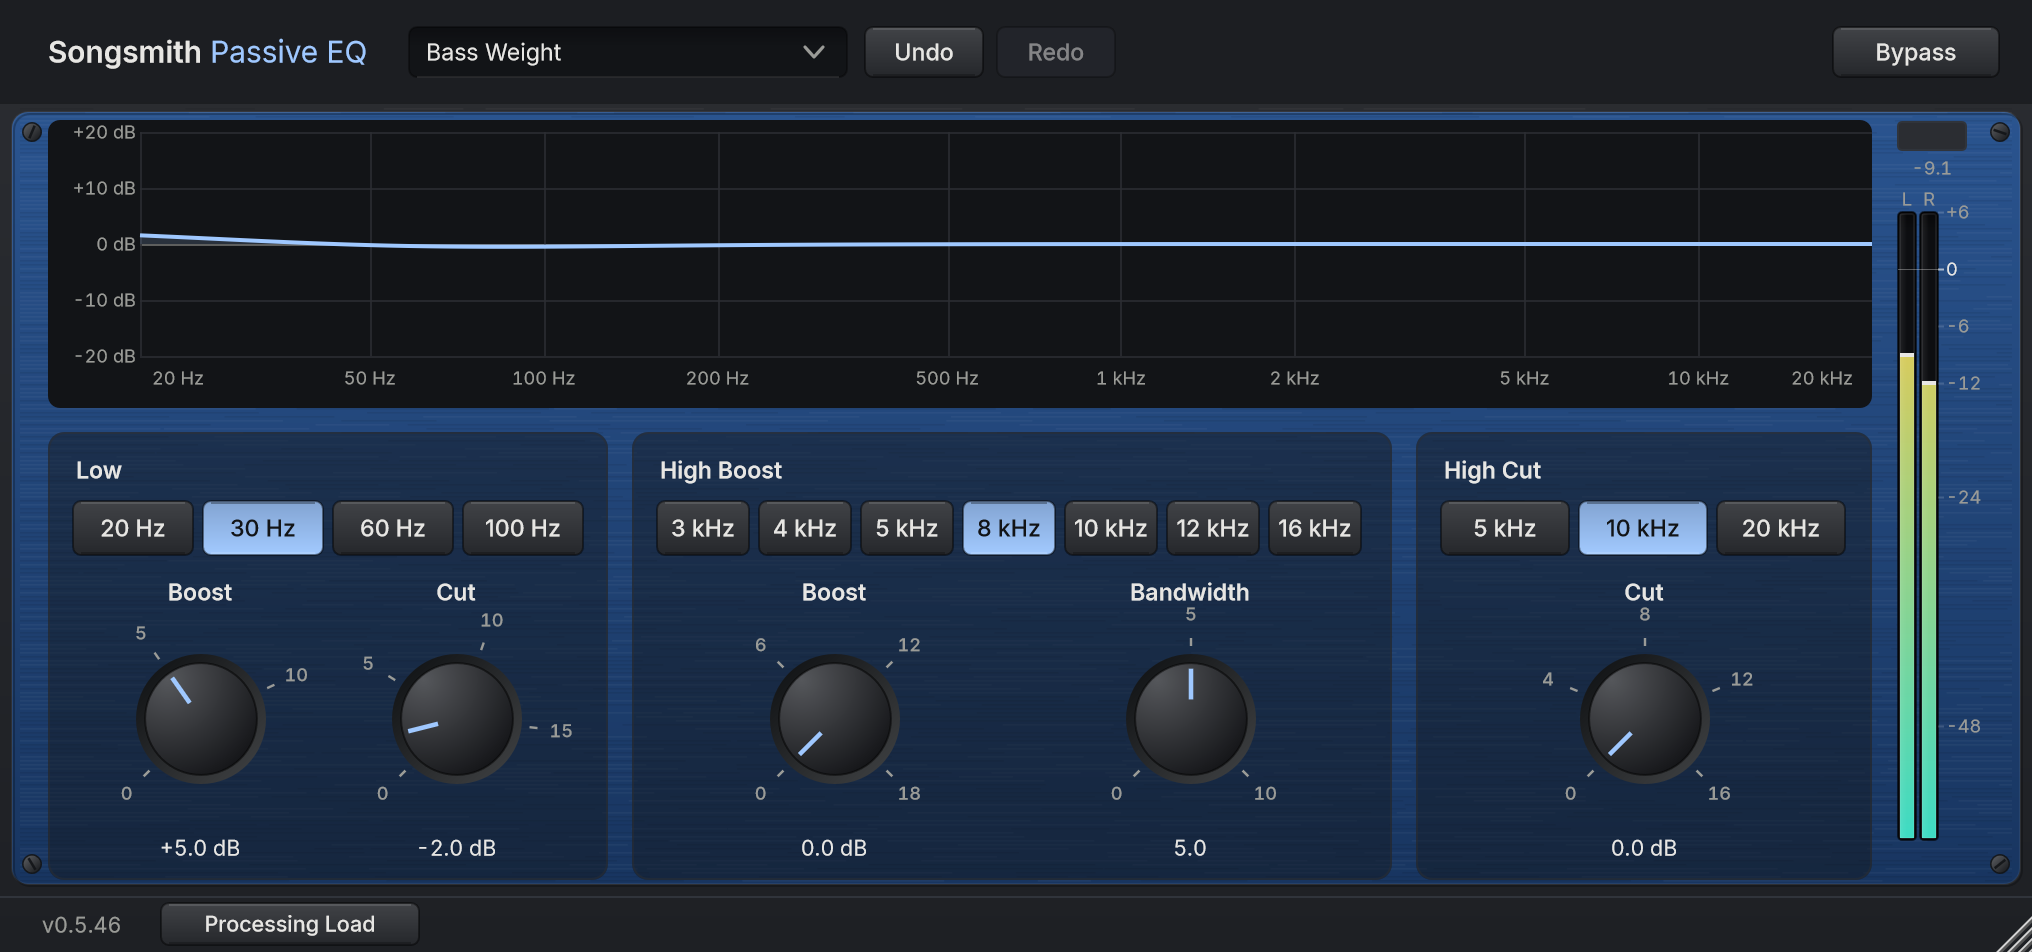 Songsmith Passive EQ
Bass Weight
Undo
Redo
Bypass
+20 dB
+10 dB
0 dB
-10 dB
-20 dB
20 Hz 50 Hz 100 Hz 200 Hz 500 Hz 1 kHz 2 kHz 5 kHz 10 kHz 20 kHz
-9.1
L R
+6
0
-6
-12
-24
-48
Low
20 Hz 30 Hz 60 Hz 100 Hz
Boost
0 5 10
+5.0 dB
Cut
0 5 10 15
-2.0 dB
High Boost
3 kHz 4 kHz 5 kHz 8 kHz 10 kHz 12 kHz 16 kHz
Boost
0 6 12 18
0.0 dB
Bandwidth
0 5 10
5.0
High Cut
5 kHz 10 kHz 20 kHz
Cut
0 4 8 12 16
0.0 dB
v0.5.46
Processing Load